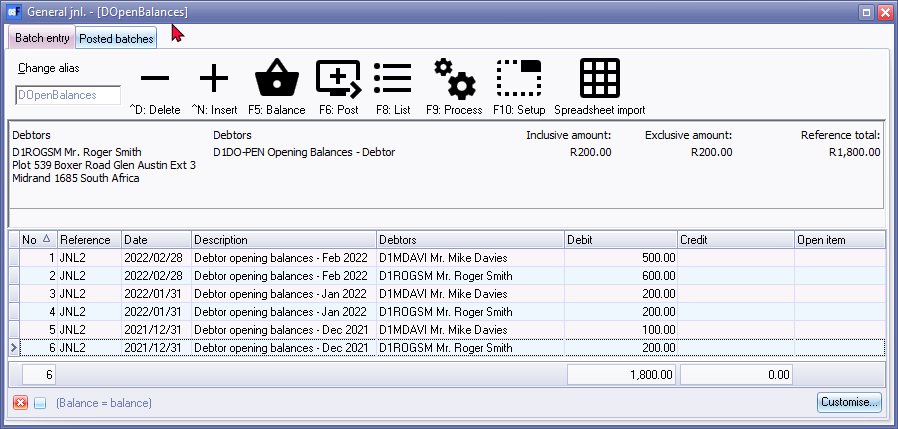 General jnl. - [DOpenBalances]
Batch entry Posted batches
Change alias
DOpenBalances
^D: Delete ^N: Insert F5: Balance F6: Post F8: List F9: Process F10: Setup Spreadsheet import
Debtors Debtors Inclusive amount: Exclusive amount: Reference total:
D1ROGSM Mr. Roger Smith D1DO-PEN Opening Balances - Debtor R200.00 R200.00 R1,800.00
Plot 539 Boxer Road Glen Austin Ext 3
Midrand 1685 South Africa
No Reference Date Description Debtors Debit Credit Open item
1 JNL2 2022/02/28 Debtor opening balances - Feb 2022 D1MDAVI Mr. Mike Davies 500.00
2 JNL2 2022/02/28 Debtor opening balances - Feb 2022 D1ROGSM Mr. Roger Smith 600.00
3 JNL2 2022/01/31 Debtor opening balances - Jan 2022 D1MDAVI Mr. Mike Davies 200.00
4 JNL2 2022/01/31 Debtor opening balances - Jan 2022 D1ROGSM Mr. Roger Smith 200.00
5 JNL2 2021/12/31 Debtor opening balances - Dec 2021 D1MDAVI Mr. Mike Davies 100.00
6 JNL2 2021/12/31 Debtor opening balances - Dec 2021 D1ROGSM Mr. Roger Smith 200.00
6 1,800.00 0.00
(Balance = balance) Customise...